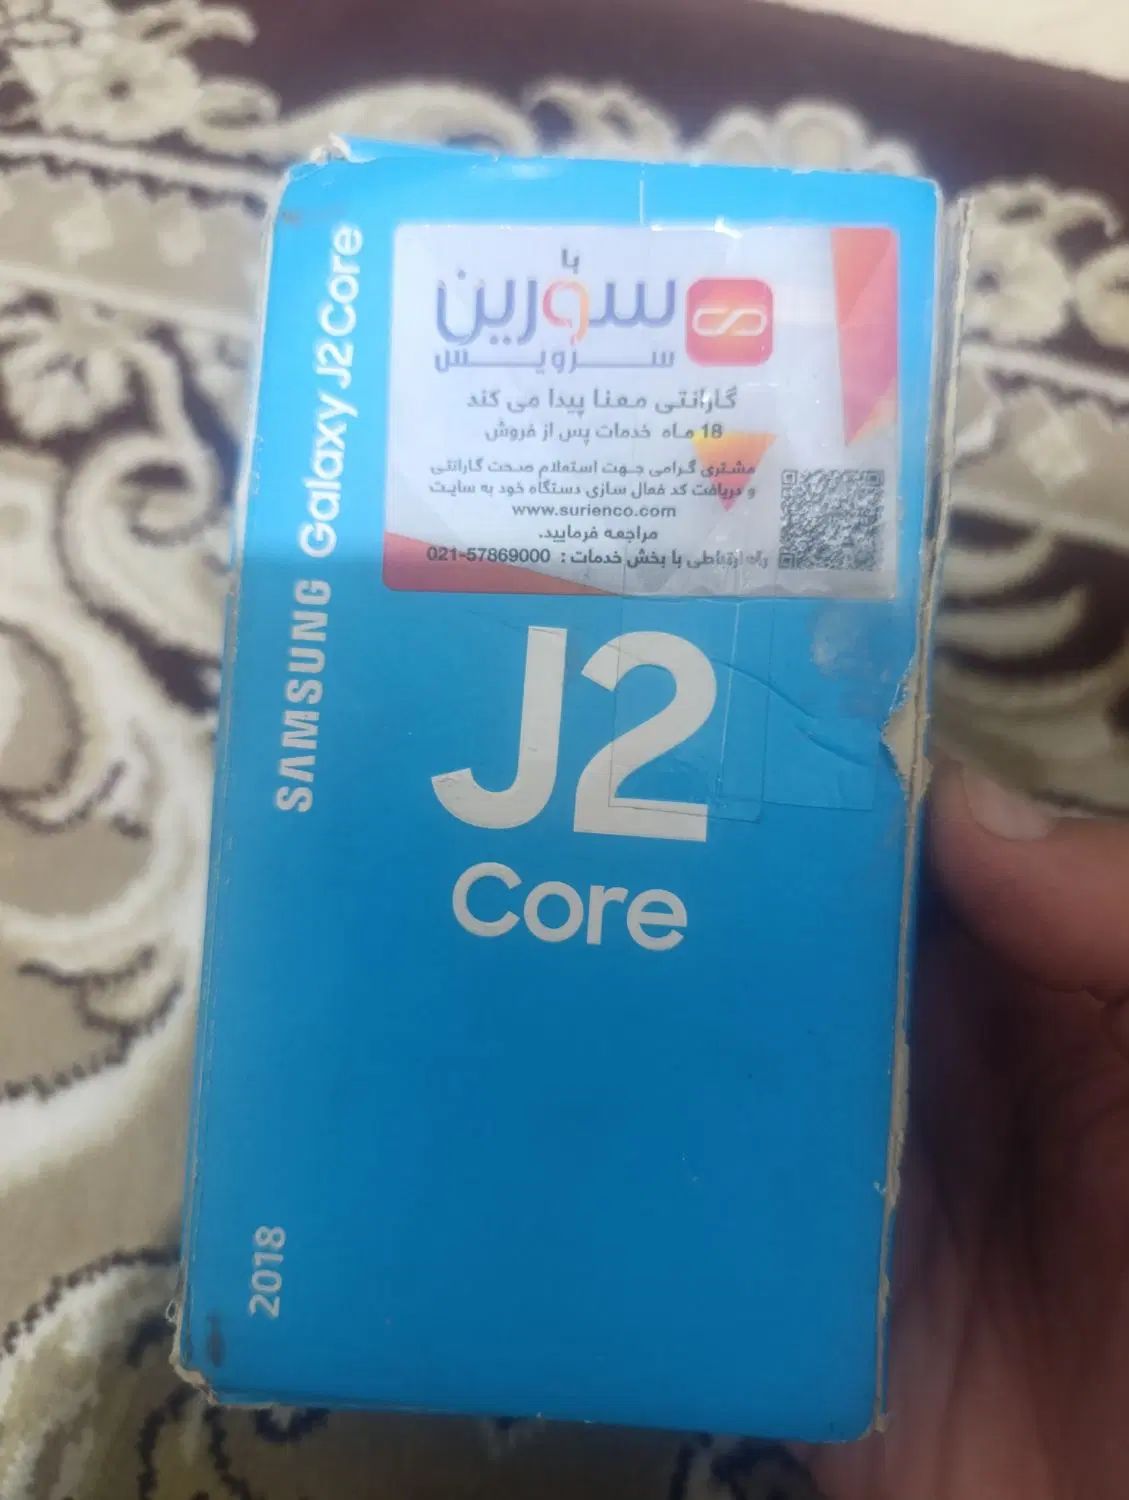 SAMSUNG Galaxy J2 Core
با
سورین
سرویس
گارانتی معنا پیدا می کند
18 ماه خدمات پس از فروش
مشتری گرامی جهت استعلام صحت گارانتی
و دریافت کد فعال سازی دستگاه خود به سایت
www.surienco.com
مراجعه فرمایید.
راه ارتباطی با بخش خدمات : 57869000-021
J2
Core
2018